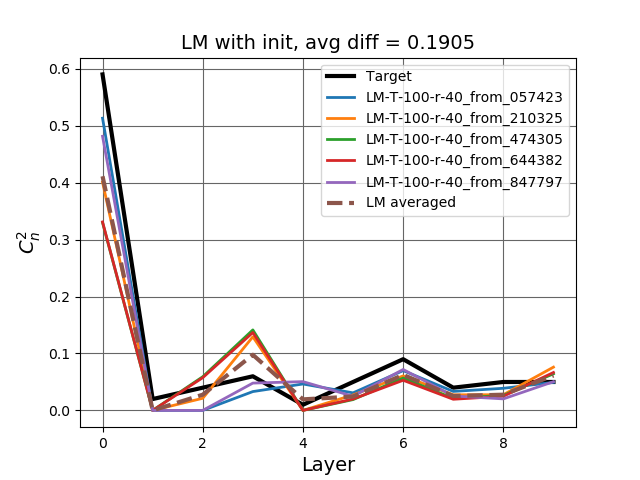 LM with init, avg diff = 0.1905
0.6
0.5
0.4
0.3
0.2
0.1
0.0
C_n^2
Target
LM-T-100-r-40_from_057423
LM-T-100-r-40_from_210325
LM-T-100-r-40_from_474305
LM-T-100-r-40_from_644382
LM-T-100-r-40_from_847797
LM averaged
0 2 4 6 8
Layer